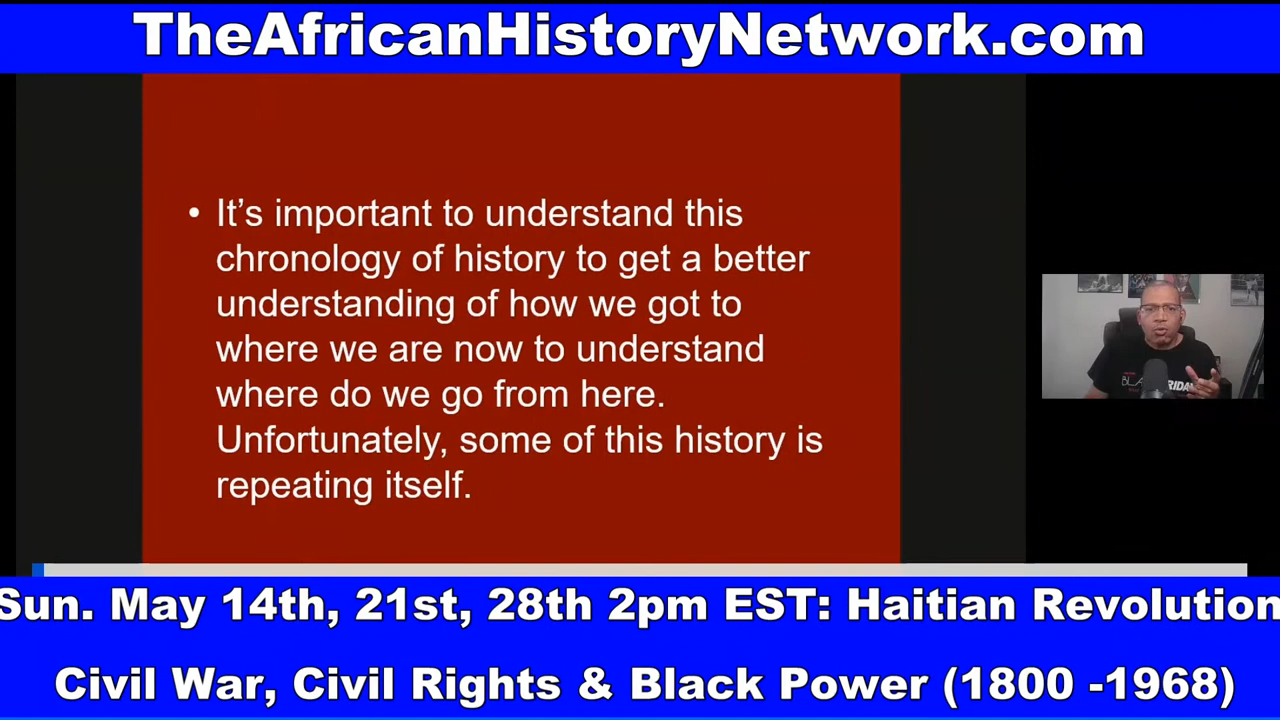 TheAfricanHistoryNetwork.com
• It’s important to understand this
chronology of history to get a better
understanding of how we got to
where we are now to understand
where do we go from here.
Unfortunately, some of this history is
repeating itself.
Sun. May 14th, 21st, 28th 2pm EST: Haitian Revolution
Civil War, Civil Rights & Black Power (1800 -1968)